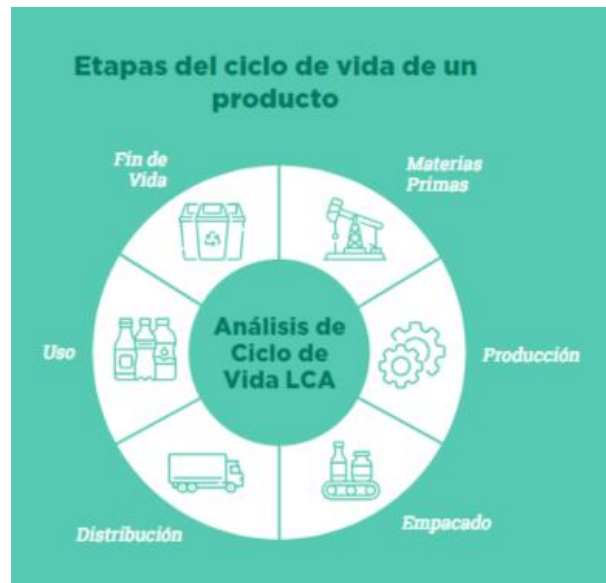 Etapas del ciclo de vida de un
producto
Fin de
Vida
Materias
Primas
Uso
Análisis de
Ciclo de
Vida LCA
Producción
Distribución
Empacado